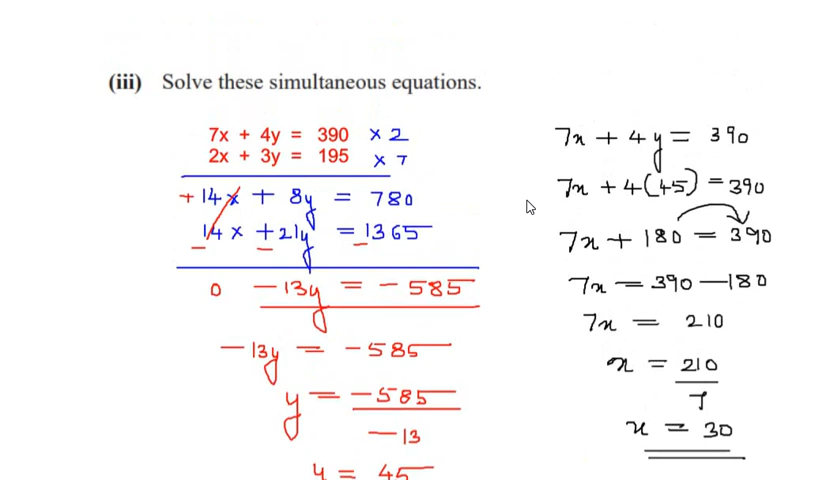 (iii) Solve these simultaneous equations.
7x + 4y = 390 × 2
2x + 3y = 195 × 7
+ 14x + 8y = 780
14x + 21y = 1365
− − −
0 − 13y = − 585
− 13y = − 585
y = − 585
− 13
y = 45
7x + 4y = 390
7x + 4(45) = 390
7x + 180 = 390
7x = 390 − 180
7x = 210
x = 210
7
x = 30